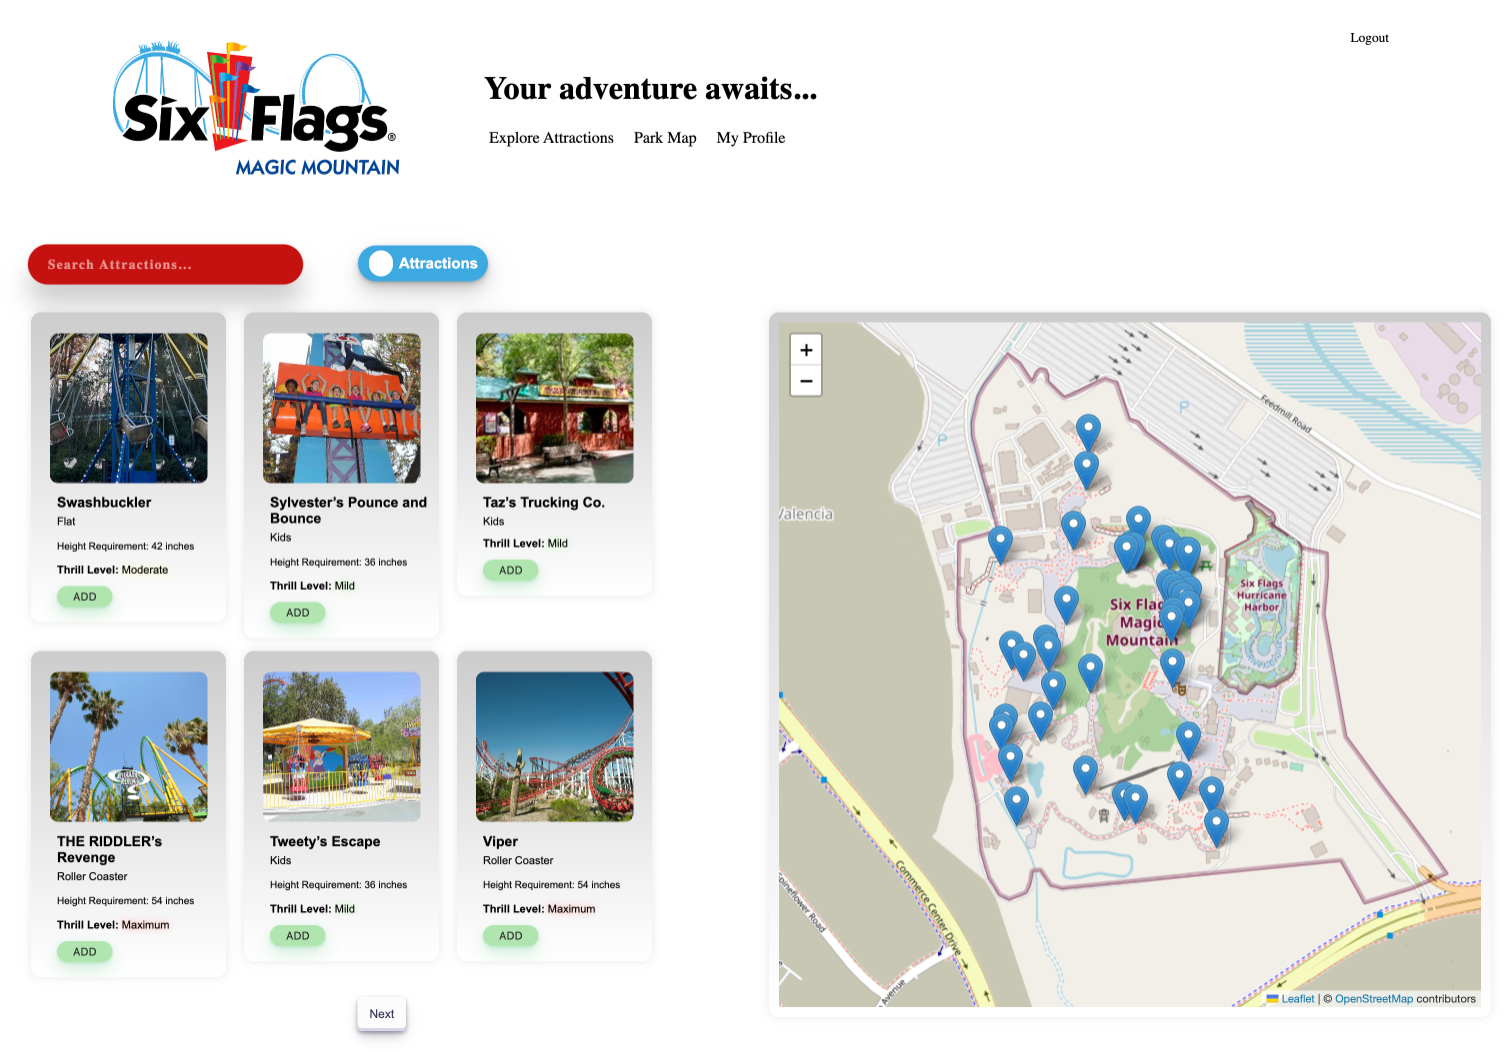 Logout
Six Flags®
MAGIC MOUNTAIN
Your adventure awaits...
Explore Attractions
Park Map
My Profile
Search Attractions...
Attractions
Swashbuckler
Flat
Height Requirement: 42 inches
Thrill Level: Moderate
ADD
Sylvester’s Pounce and
Bounce
Kids
Height Requirement: 36 inches
Thrill Level: Mild
ADD
Taz’s Trucking Co.
Kids
Thrill Level: Mild
ADD
THE RIDDLER’s
Revenge
Roller Coaster
Height Requirement: 54 inches
Thrill Level: Maximum
ADD
Tweety’s Escape
Kids
Height Requirement: 36 inches
Thrill Level: Mild
ADD
Viper
Roller Coaster
Height Requirement: 54 inches
Thrill Level: Maximum
ADD
Next
+
−
P
P
Feedmill Road
Valencia
Six Flags
Hurricane
Harbor
Six Flag
Magic
Mountain
Commerce Center Drive
Road
Avenue
Leaflet | © OpenStreetMap contributors